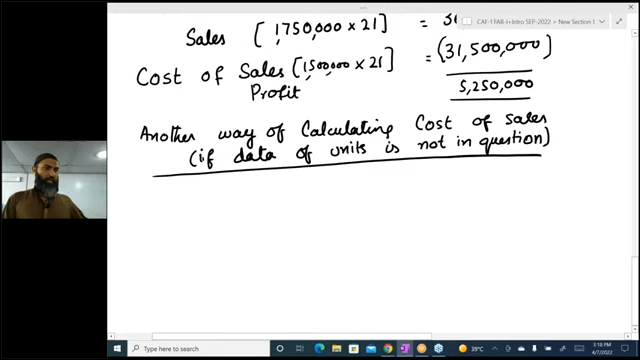 CAF-1 FAR-I+Intro SEP-2022 > New Section 1
Sales [1,750,000 x 21] =
Cost of Sales [1,500,000 x 21] = (31,500,000)
Profit 5,250,000
Another way of Calculating Cost of Sales
(if data of units is not in question)
Type here to search
39°C
3:18 PM
4/7/2022